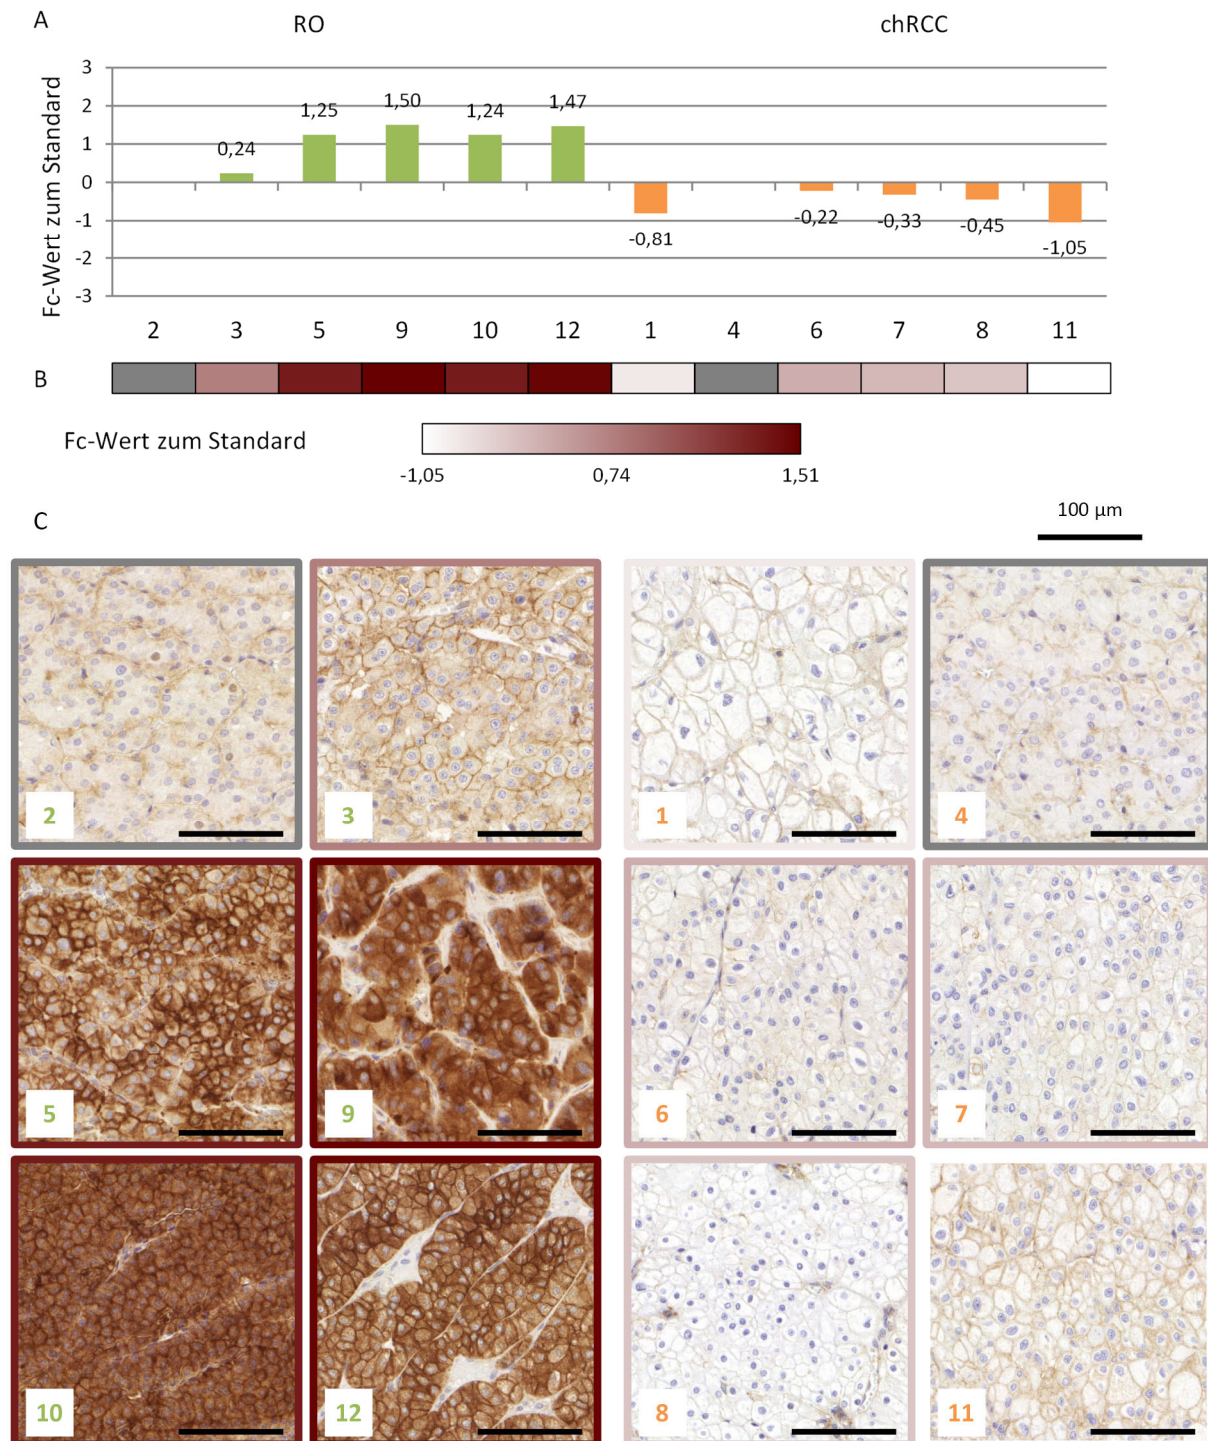 A
RO
chRCC
Fc-Wert zum Standard
3
2
1
0
-1
-2
-3
0,24
1,25
1,50
1,24
1,47
-0,81
-0,22
-0,33
-0,45
-1,05
2 3 5 9 10 12 1 4 6 7 8 11
B
Fc-Wert zum Standard
-1,05 0,74 1,51
C
100 µm
2 3 1 4
5 9 6 7
10 12 8 11